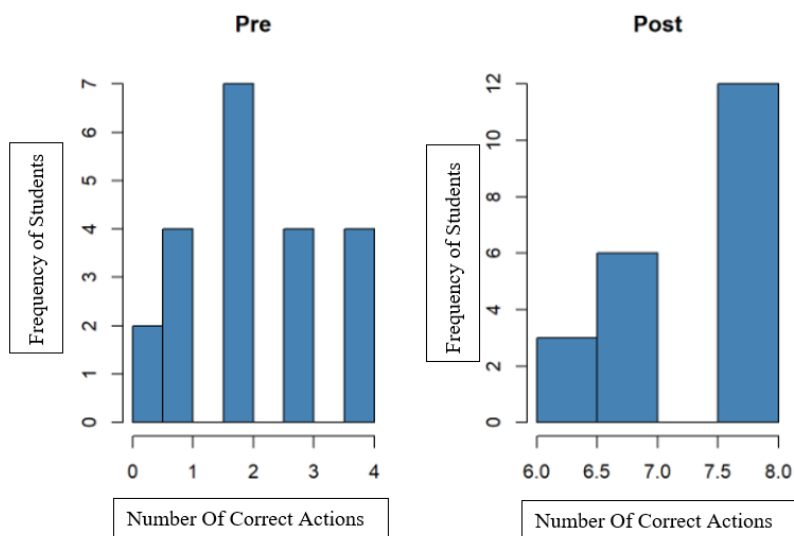 Pre
Frequency of Students
7
6
5
4
3
2
1
0
0 1 2 3 4
Number Of Correct Actions
Post
Frequency of Students
12
10
8
6
4
2
0
6.0 6.5 7.0 7.5 8.0
Number Of Correct Actions